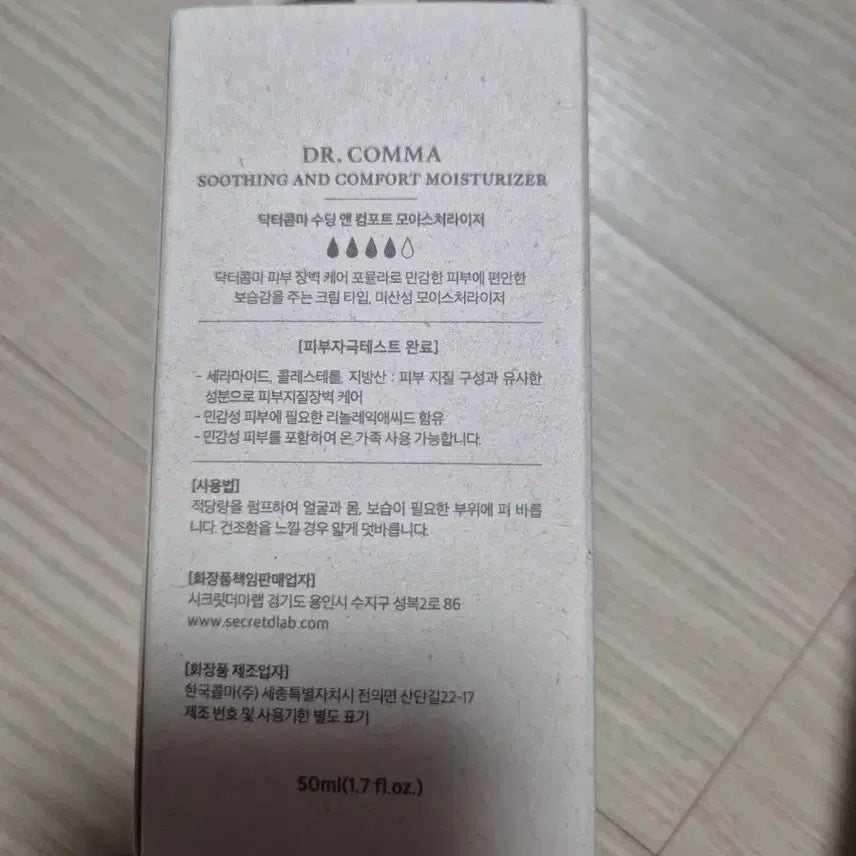 DR. COMMA
SOOTHING AND COMFORT MOISTURIZER
닥터콤마 수딩 앤 컴포트 모이스처라이저
닥터콤마 피부 장벽 케어 포뮬라로 민감한 피부에 편안한
보습감을 주는 크림 타입, 미산성 모이스처라이저
[피부자극테스트 완료]
- 세라마이드, 콜레스테롤, 지방산 : 피부 지질 구성과 유사한
성분으로 피부지질장벽 케어
- 민감성 피부에 필요한 리놀레익애씨드 함유
- 민감성 피부를 포함하여 온 가족 사용 가능합니다.
[사용법]
적당량을 펌프하여 얼굴과 몸, 보습이 필요한 부위에 펴 바릅
니다. 건조함을 느낄 경우 얇게 덧바릅니다.
[화장품책임판매업자]
시크릿더마랩 경기도 용인시 수지구 성복2로 86
www.secretdlab.com
[화장품 제조업자]
한국콜마(주) 세종특별자치시 전의면 산단길22-17
제조 번호 및 사용기한 별도 표기
50ml(1.7 fl.oz.)